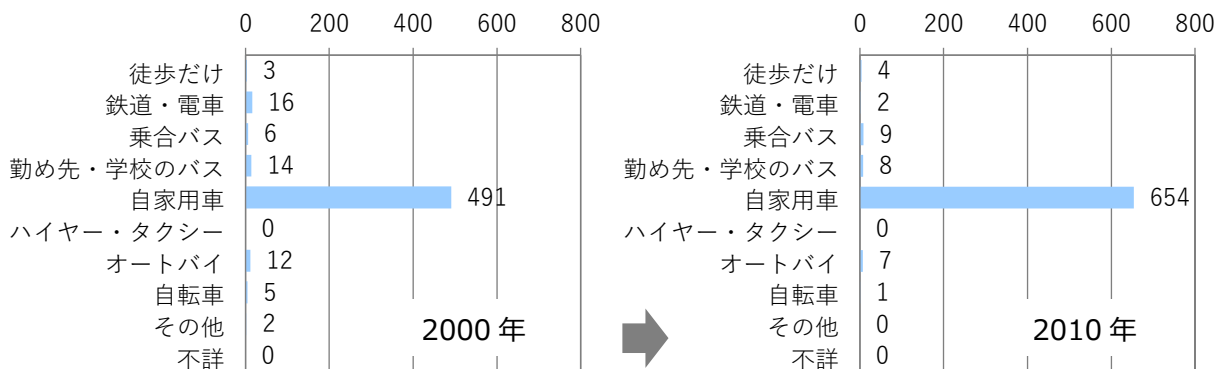 0 200 400 600 800
徒歩だけ 3
鉄道・電車 16
乗合バス 6
勤め先・学校のバス 14
自家用車 491
ハイヤー・タクシー 0
オートバイ 12
自転車 5
その他 2
不詳 0
2000 年
0 200 400 600 800
徒歩だけ 4
鉄道・電車 2
乗合バス 9
勤め先・学校のバス 8
自家用車 654
ハイヤー・タクシー 0
オートバイ 7
自転車 1
その他 0
不詳 0
2010 年